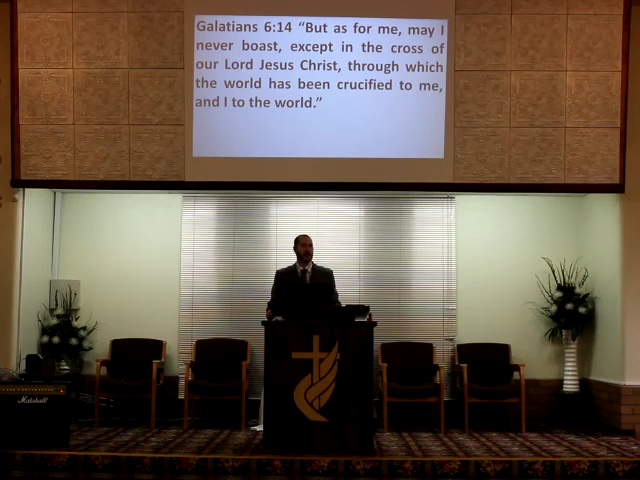 Galatians 6:14 “But as for me, may I
never boast, except in the cross of
our Lord Jesus Christ, through which
the world has been crucified to me,
and I to the world.”
Marshall